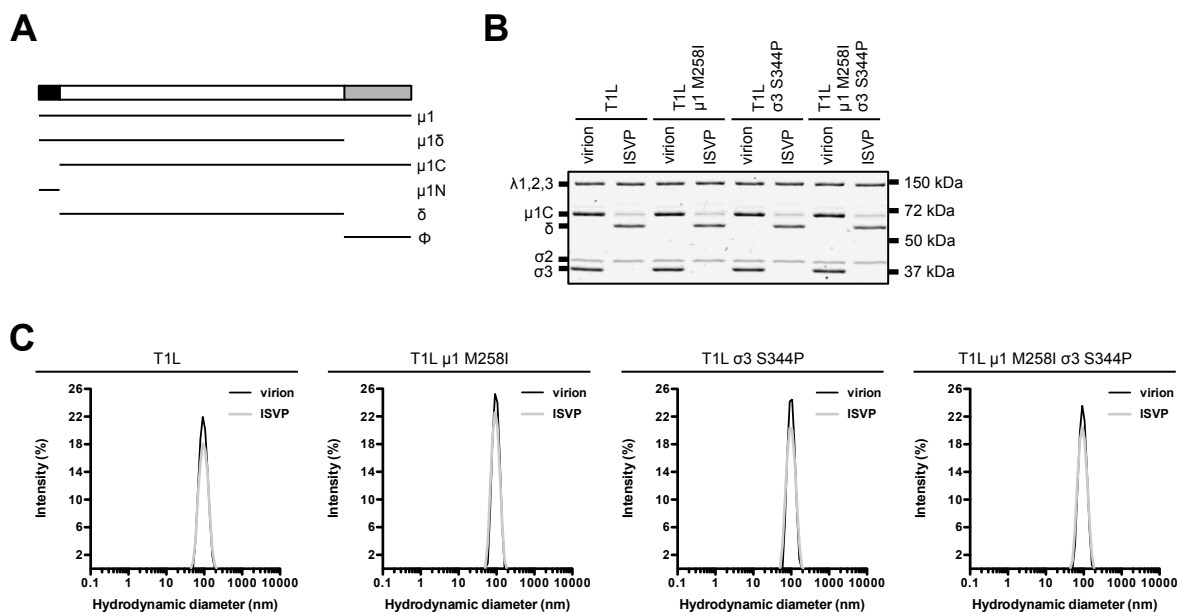 A
μ1
μ1δ
μ1C
μ1N
δ
Φ
B
T1L
T1L
μ1 M258I
T1L
σ3 S344P
T1L
μ1 M258I
σ3 S344P
virion
ISVP
virion
ISVP
virion
ISVP
virion
ISVP
λ1,2,3
μ1C
δ
σ2
σ3
150 kDa
72 kDa
50 kDa
37 kDa
C
T1L
26
22
18
14
10
6
2
Intensity (%)
virion
ISVP
0.1 1 10 100 1000 10000
Hydrodynamic diameter (nm)
T1L μ1 M258I
26
22
18
14
10
6
2
Intensity (%)
virion
ISVP
0.1 1 10 100 1000 10000
Hydrodynamic diameter (nm)
T1L σ3 S344P
26
22
18
14
10
6
2
Intensity (%)
virion
ISVP
0.1 1 10 100 1000 10000
Hydrodynamic diameter (nm)
T1L μ1 M258I σ3 S344P
26
22
18
14
10
6
2
Intensity (%)
virion
ISVP
0.1 1 10 100 1000 10000
Hydrodynamic diameter (nm)